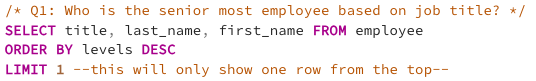 /* Q1: Who is the senior most employee based on job title? */
SELECT title, last_name, first_name FROM employee
ORDER BY levels DESC
LIMIT 1 --this will only show one row from the top--